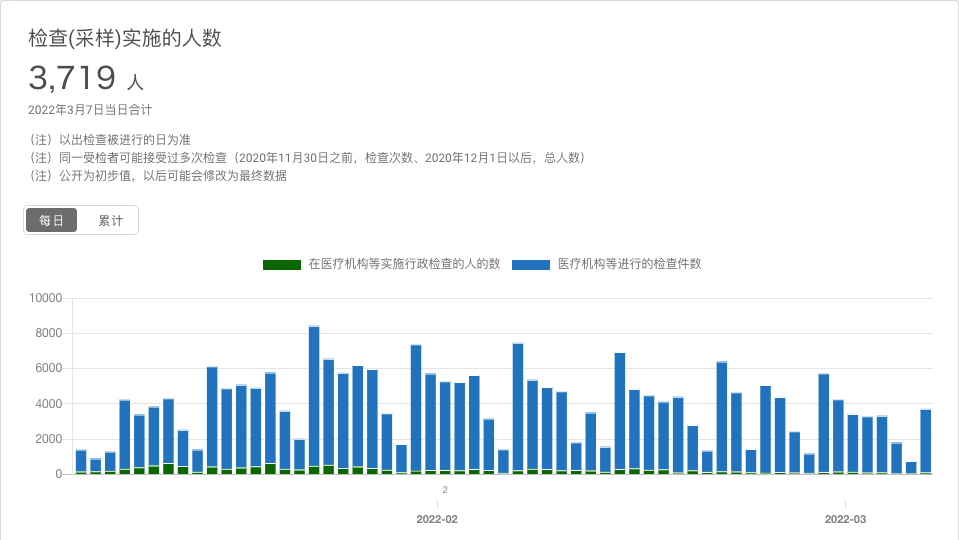 检查(采样)实施的人数
3,719 人
2022年3月7日当日合计
（注）以出检查被进行的日为准
（注）同一受检者可能接受过多次检查（2020年11月30日之前，检查次数、2020年12月1日以后，总人数）
（注）公开为初步值，以后可能会修改为最终数据
每日 累计
在医疗机构等实施行政检查的人的数 医疗机构等进行的检查件数
10000
8000
6000
4000
2000
0
2
2022-02 2022-03